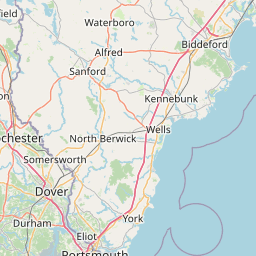 Waterboro
Biddeford
Alfred
Sanford
Kennebunk
Wells
North Berwick
Somersworth
Dover
York
Durham
Eliot